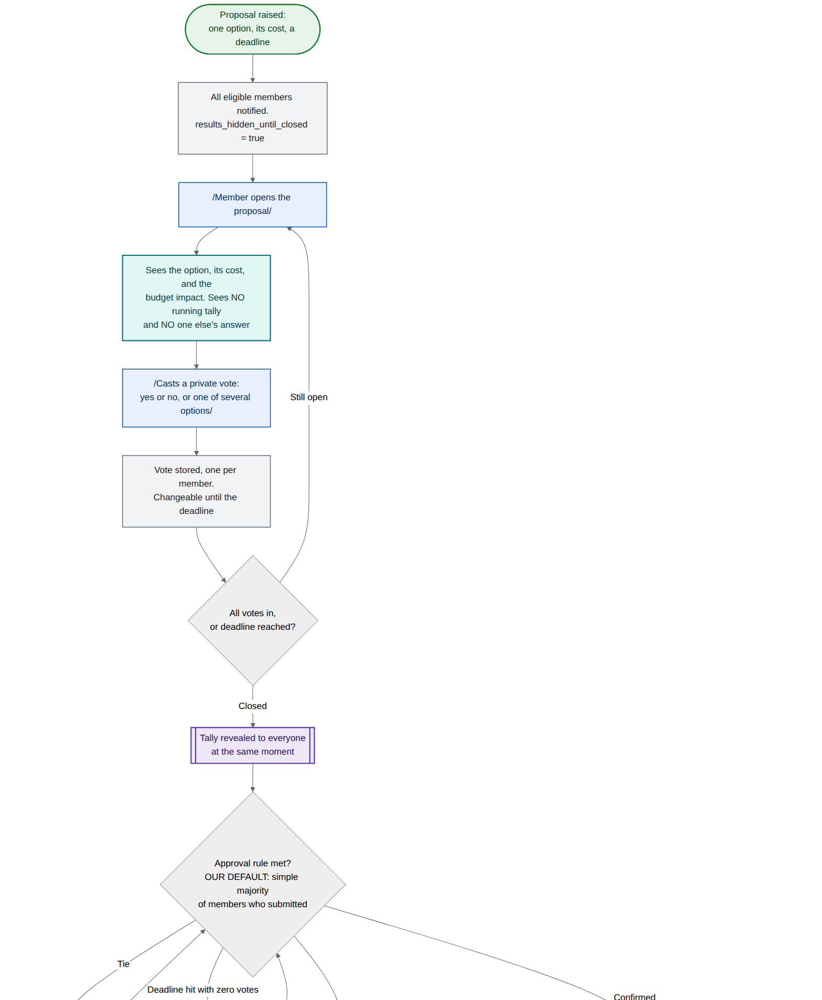 Proposal raised:
one option, its cost, a
deadline
All eligible members
notified.
results_hidden_until_closed
= true
/Member opens the
proposal/
Sees the option, its cost,
and the
budget impact. Sees NO
running tally
and NO one else's answer
/Casts a private vote:
yes or no, or one of several
options/
Still open
Vote stored, one per
member.
Changeable until the
deadline
All votes in,
or deadline reached?
Closed
Tally revealed to everyone
at the same moment
Approval rule met?
OUR DEFAULT: simple
majority
of members who submitted
Tie
Deadline hit with zero votes
Confirmed